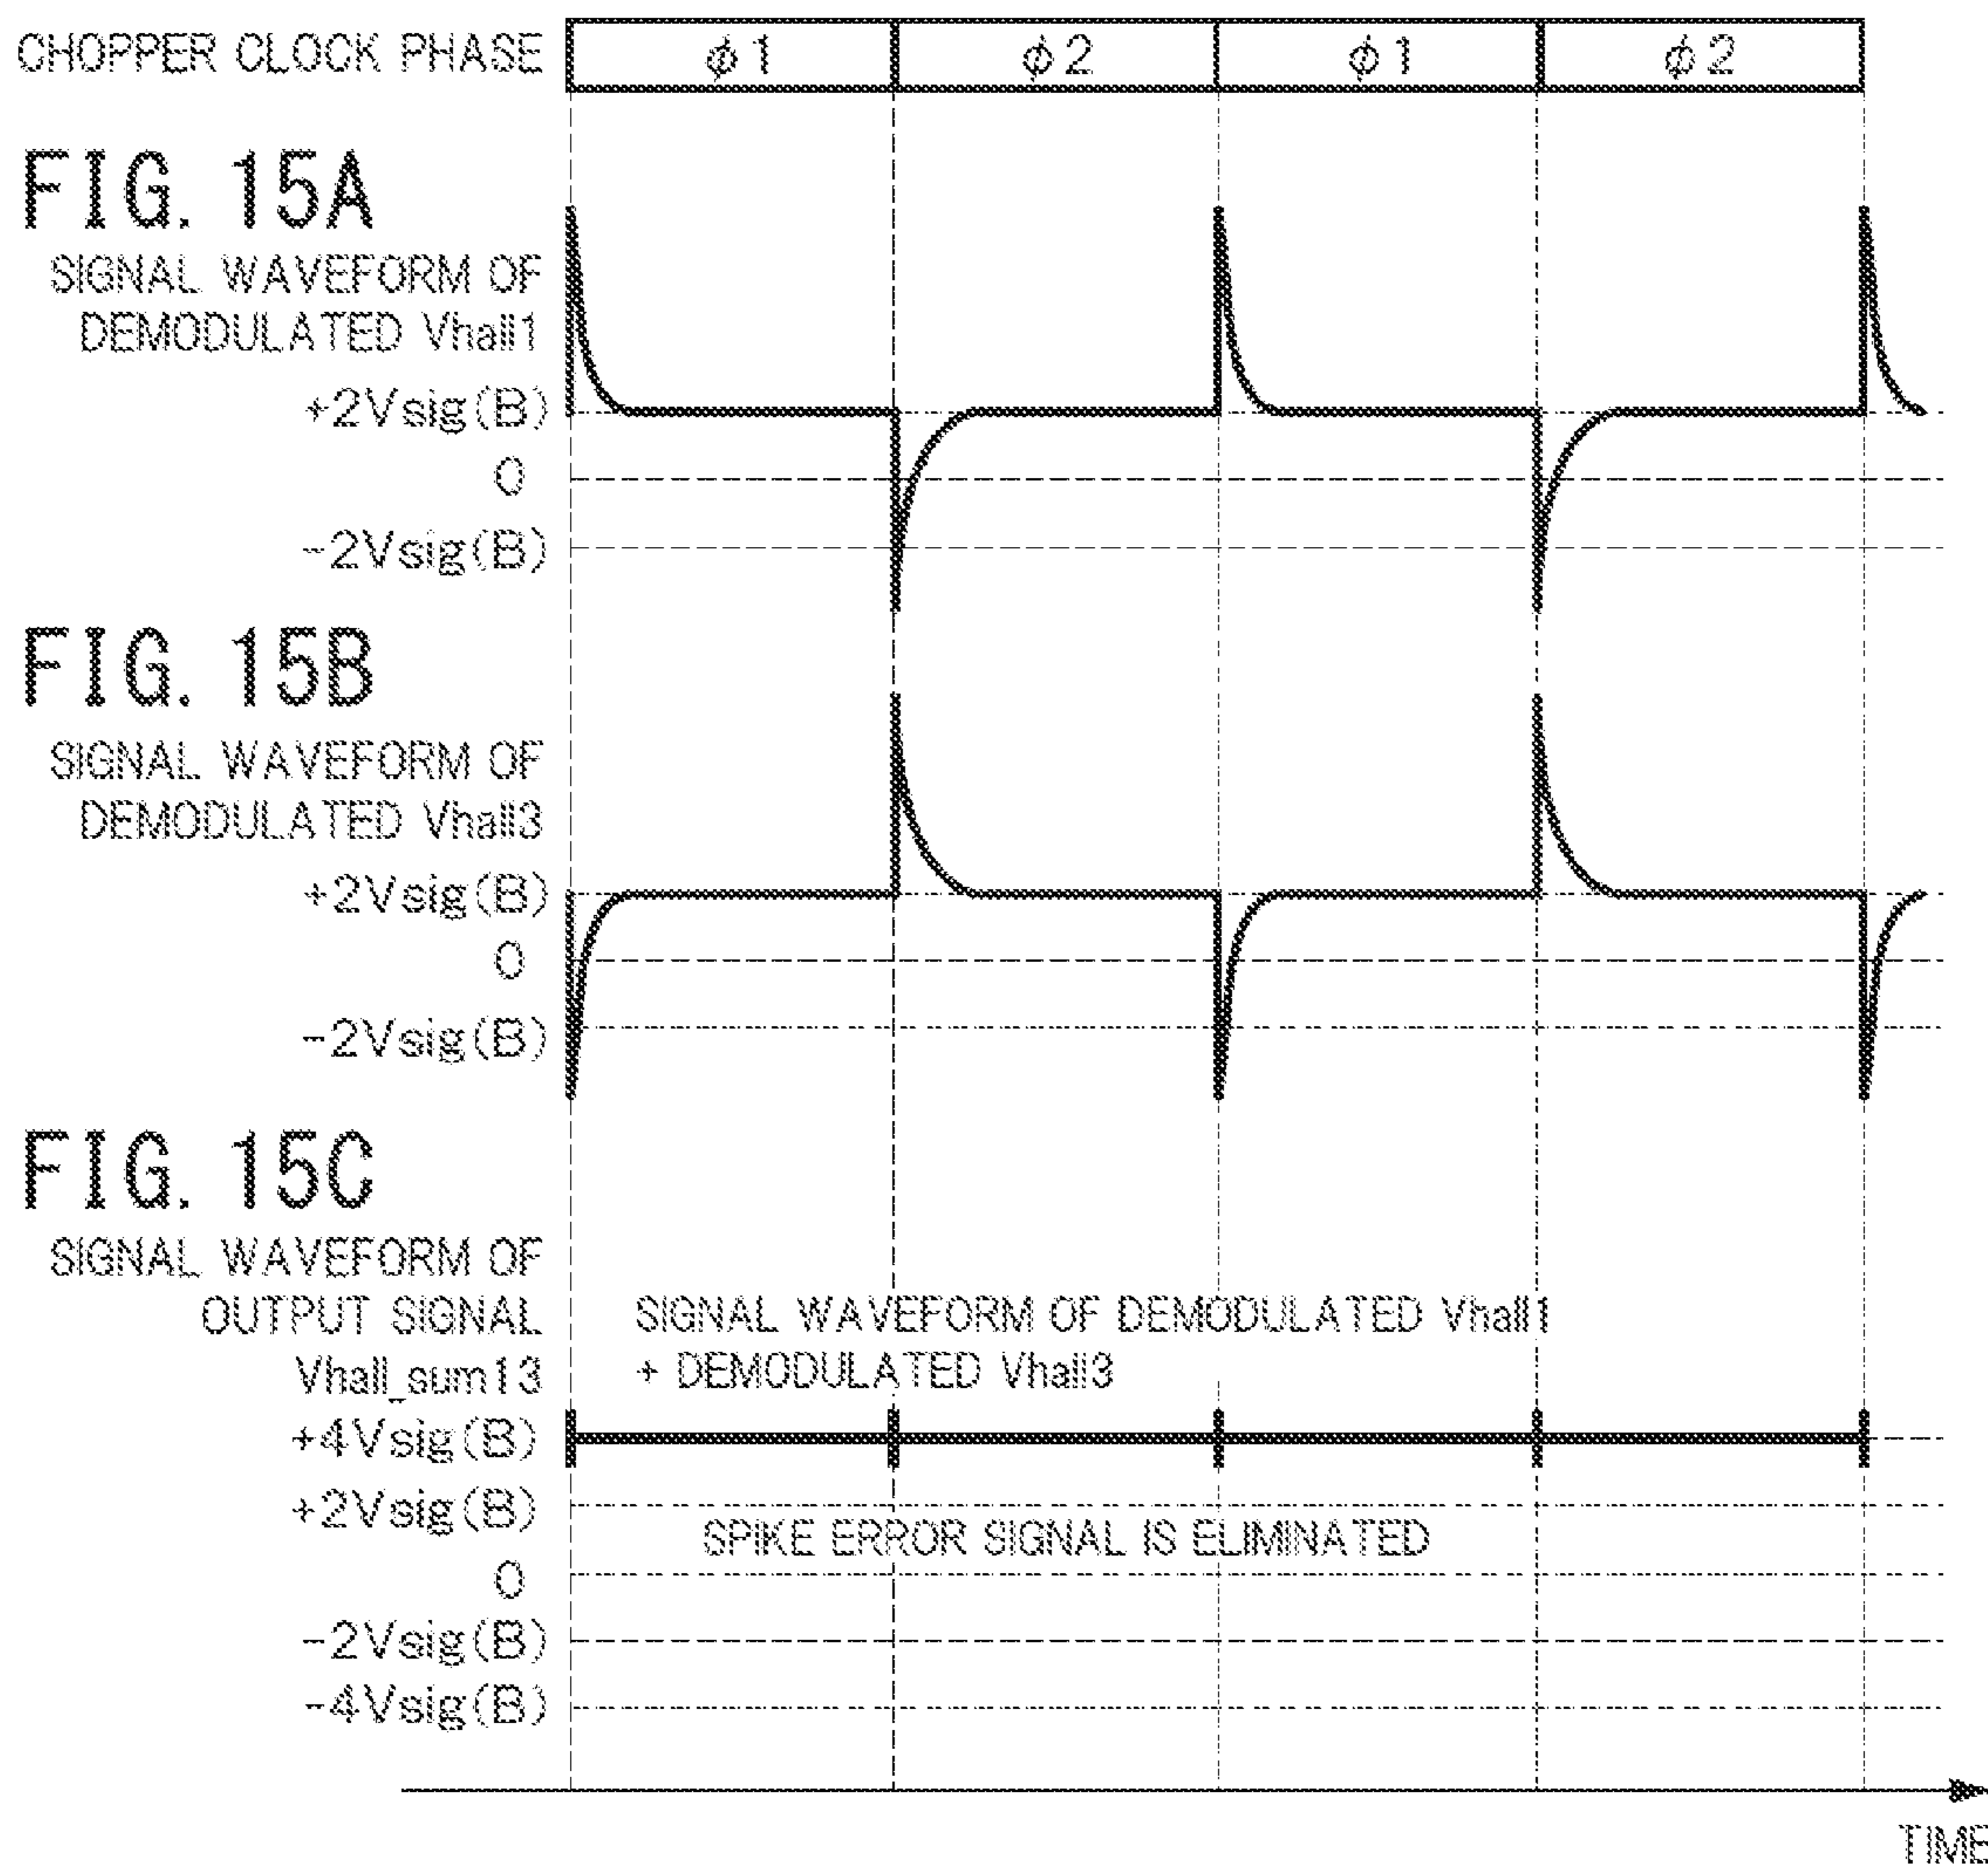 CHOPPER CLOCK PHASE ϕ1 ϕ2 ϕ1 ϕ2
FIG. 15A
SIGNAL WAVEFORM OF
DEMODULATED Vhall1
+2Vsig(B)
0
-2Vsig(B)
FIG. 15B
SIGNAL WAVEFORM OF
DEMODULATED Vhall3
+2Vsig(B)
0
-2Vsig(B)
FIG. 15C
SIGNAL WAVEFORM OF
OUTPUT SIGNAL
Vhall_sum13
SIGNAL WAVEFORM OF DEMODULATED Vhall1
+ DEMODULATED Vhall3
+4Vsig(B)
+2Vsig(B)
SPIKE ERROR SIGNAL IS ELIMINATED
0
-2Vsig(B)
-4Vsig(B)
TIME